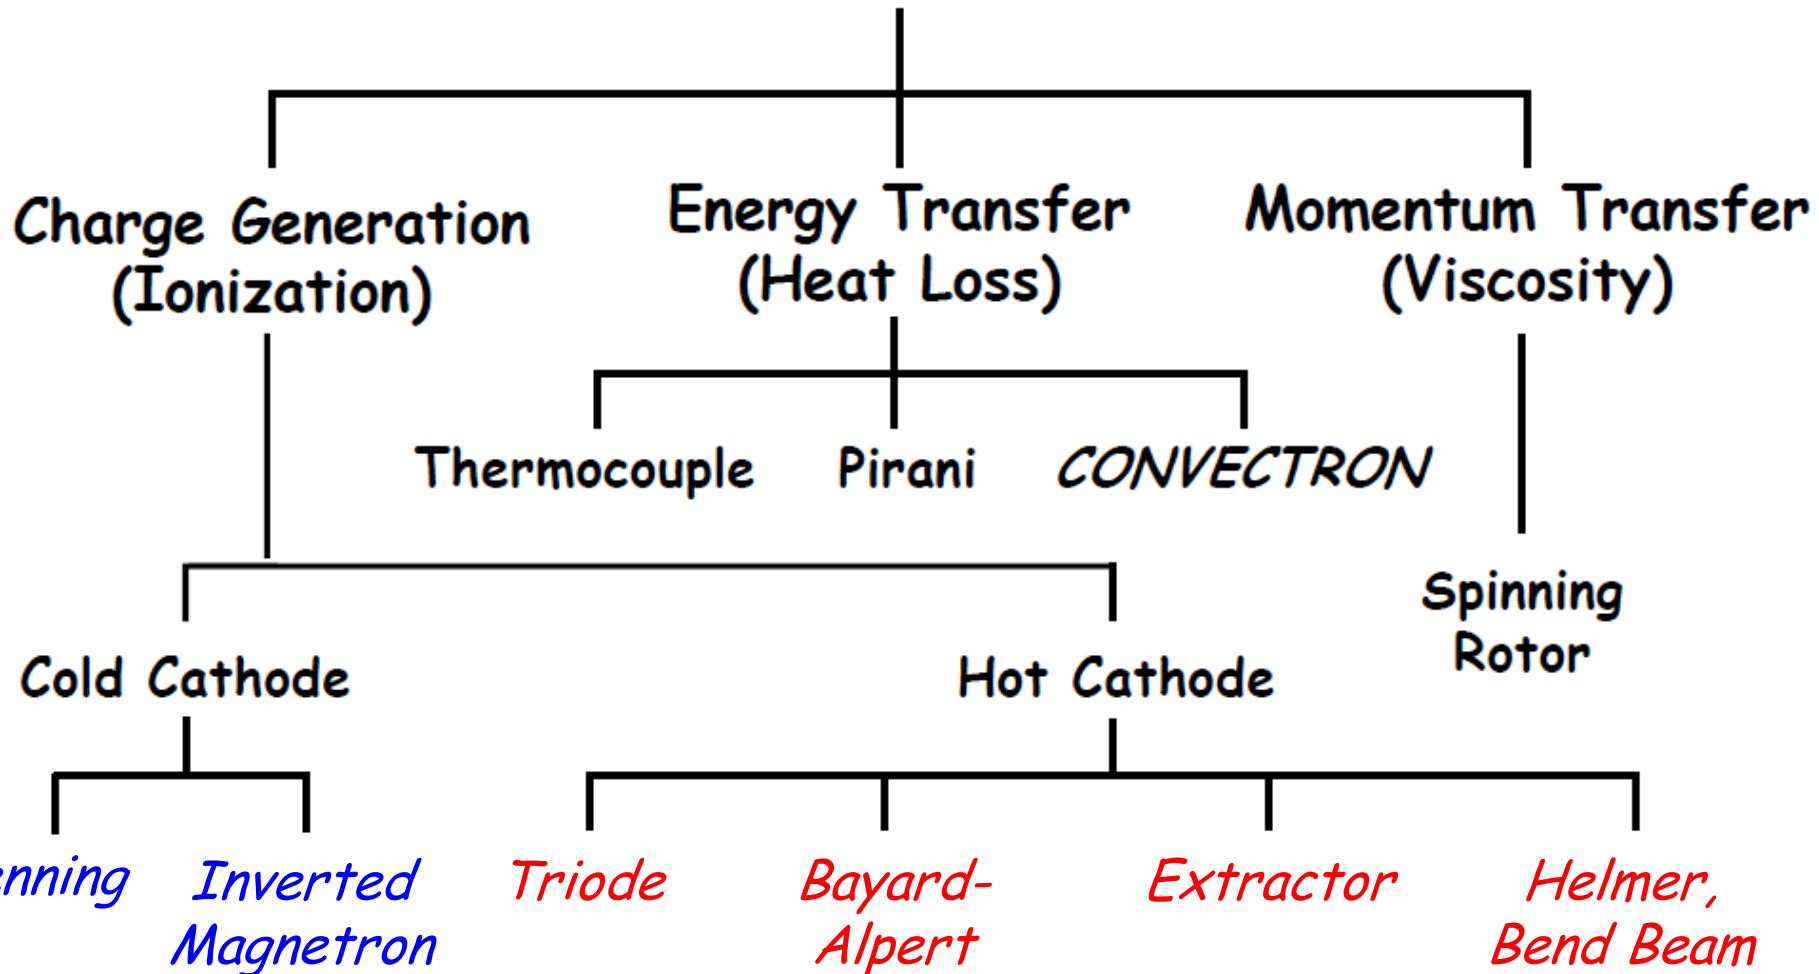 Charge Generation
(Ionization)
Energy Transfer
(Heat Loss)
Momentum Transfer
(Viscosity)
Thermocouple
Pirani
CONVECTRON
Spinning
Rotor
Cold Cathode
Hot Cathode
enning
Inverted
Magnetron
Triode
Bayard-
Alpert
Extractor
Helmer,
Bend Beam